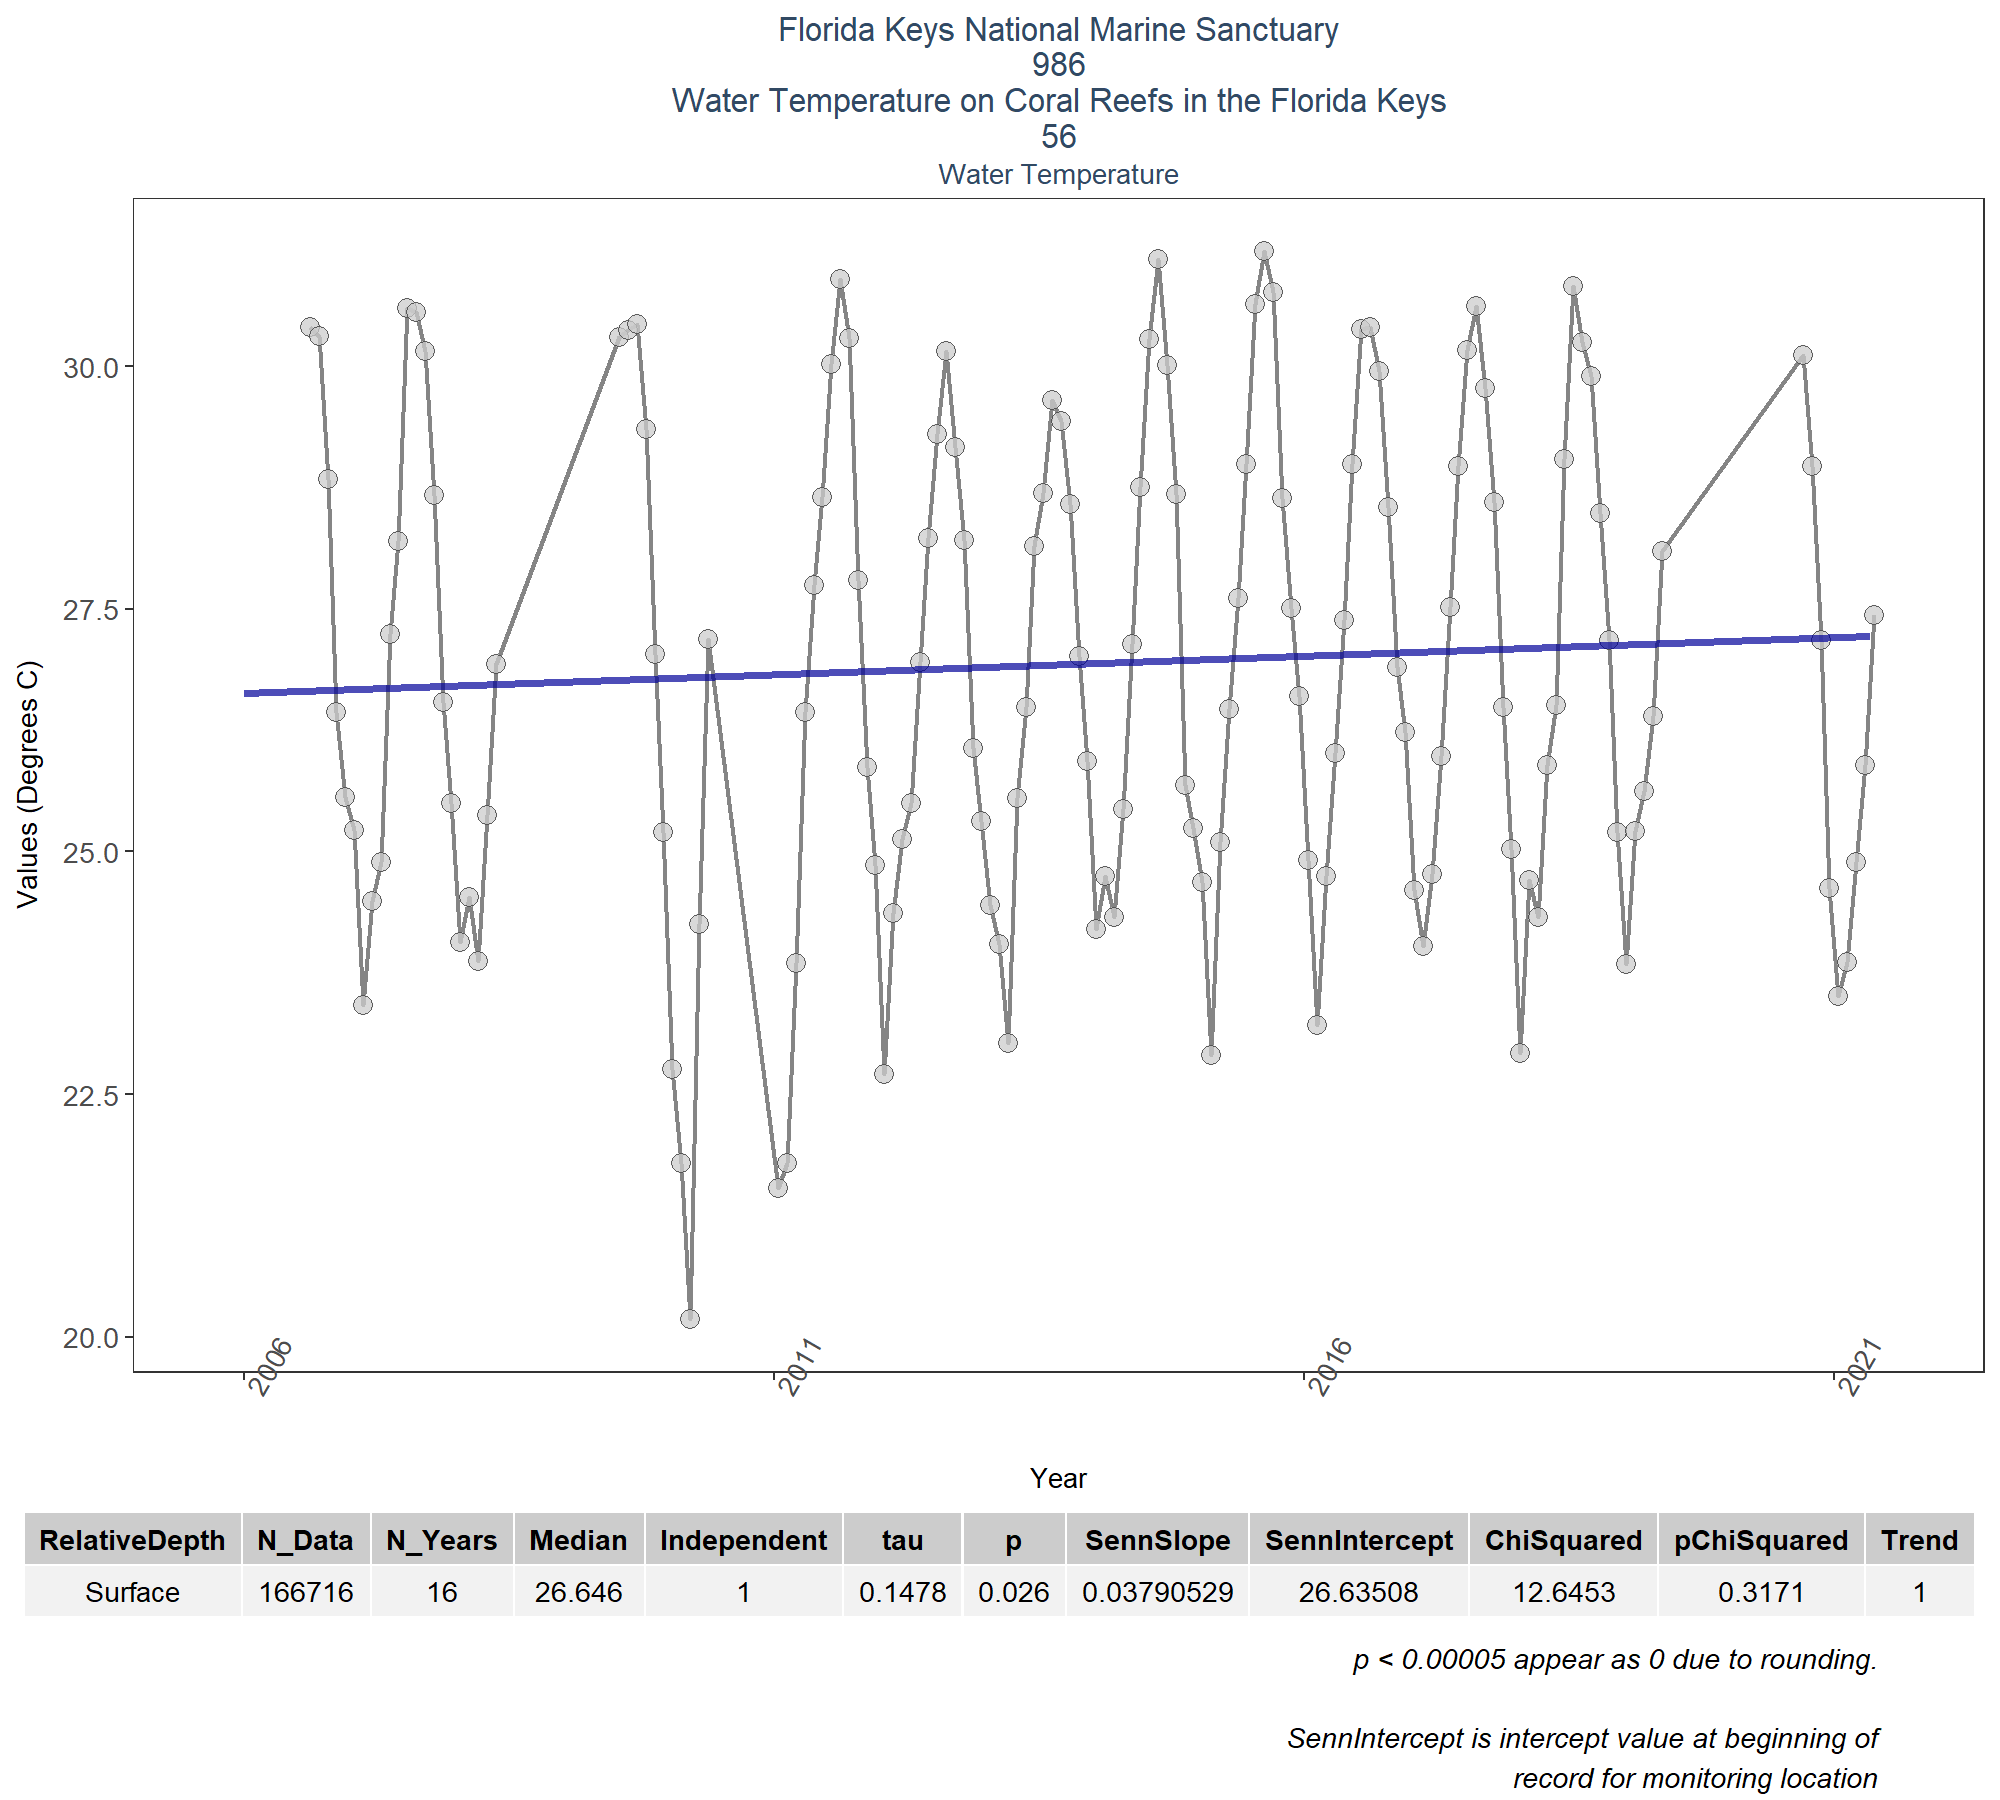 Florida Keys National Marine Sanctuary
986
Water Temperature on Coral Reefs in the Florida Keys
56
Water Temperature
Values (Degrees C)
30.0
27.5
25.0
22.5
20.0
2006
2011
2016
2021
Year
RelativeDepth N_Data N_Years Median Independent tau p SennSlope SennIntercept ChiSquared pChiSquared Trend
Surface 166716 16 26.646 1 0.1478 0.026 0.03790529 26.63508 12.6453 0.3171 1
p < 0.00005 appear as 0 due to rounding.
SennIntercept is intercept value at beginning of
record for monitoring location